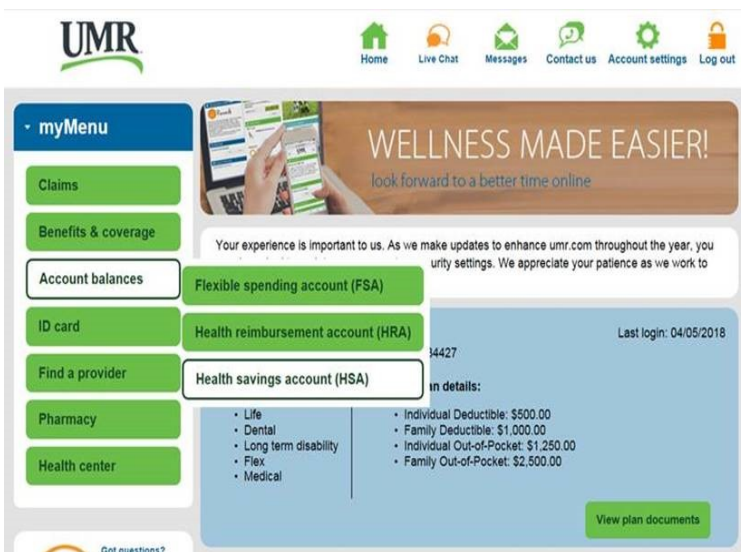 UMR
Home
Live Chat
Messages
Contact us
Account settings
Log out
myMenu
Claims
Benefits & coverage
Account balances
ID card
Find a provider
Pharmacy
Health center
Flexible spending account (FSA)
Health reimbursement account (HRA)
Health savings account (HSA)
WELLNESS MADE EASIER!
look forward to a better time online
Your experience is important to us. As we make updates to enhance umr.com throughout the year, you
urity settings. We appreciate your patience as we work to
Last login: 04/05/2018
34427
an details:
• Life
• Dental
• Long term disability
• Flex
• Medical
• Individual Deductible: $500.00
• Family Deductible: $1,000.00
• Individual Out-of-Pocket: $1,250.00
• Family Out-of-Pocket: $2,500.00
View plan documents
Got questions?